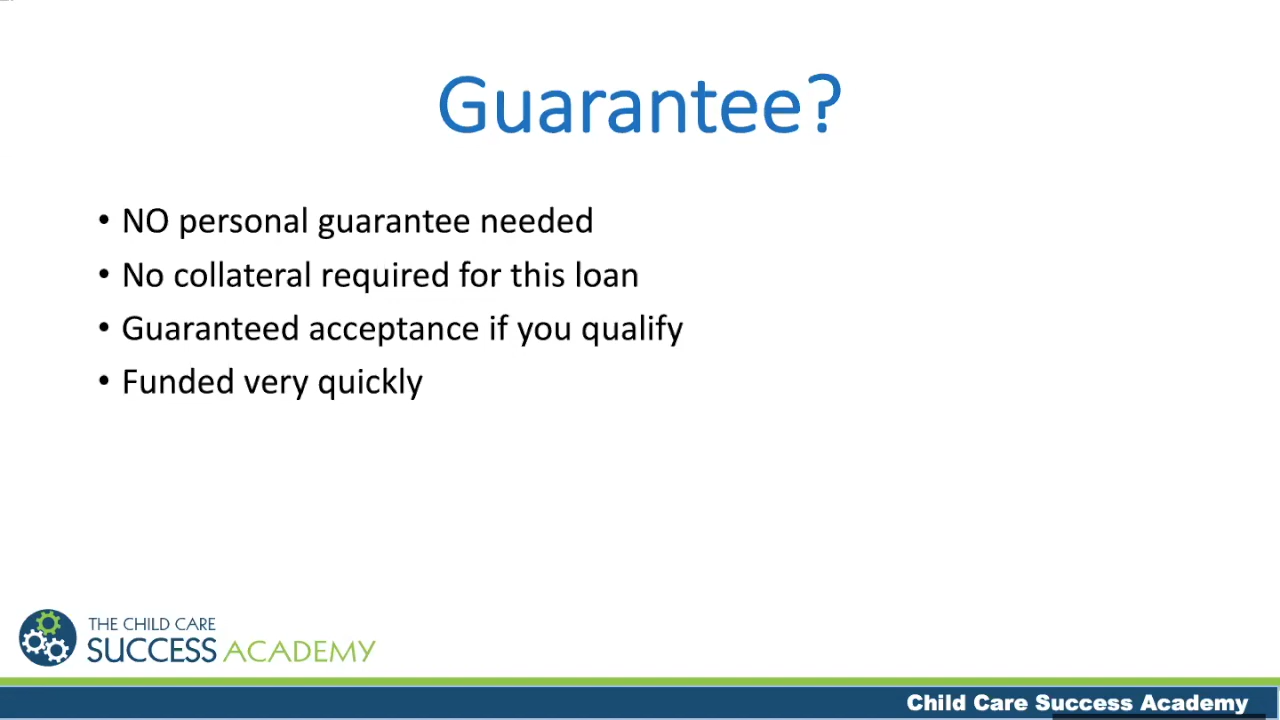 Guarantee?
• NO personal guarantee needed
• No collateral required for this loan
• Guaranteed acceptance if you qualify
• Funded very quickly
THE CHILD CARE
SUCCESS ACADEMY
Child Care Success Academy